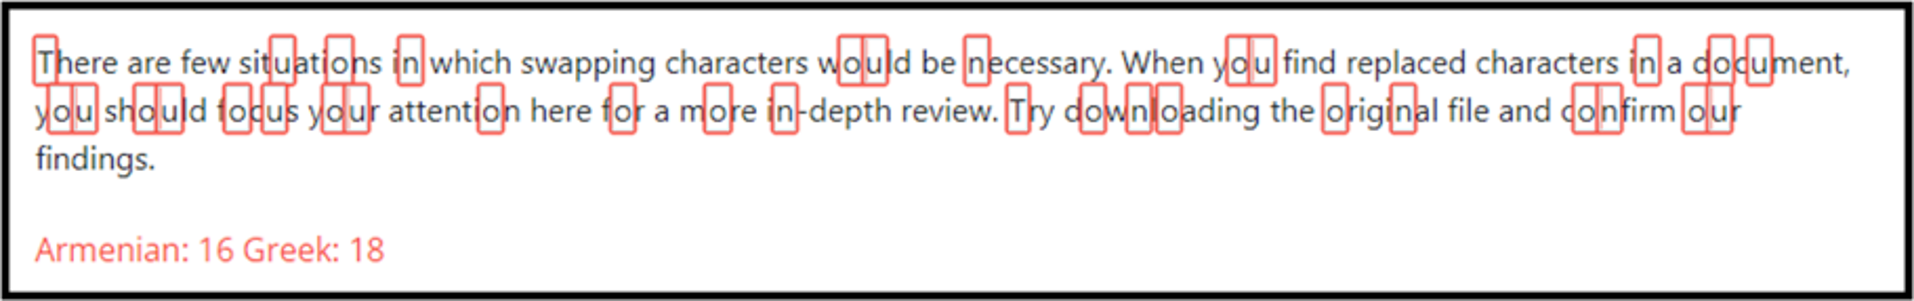 There are few situations in which swapping characters would be necessary. When you find replaced characters in a document,
you should focus your attention here for a more in-depth review. Try downloading the original file and confirm our
findings.
Armenian: 16 Greek: 18